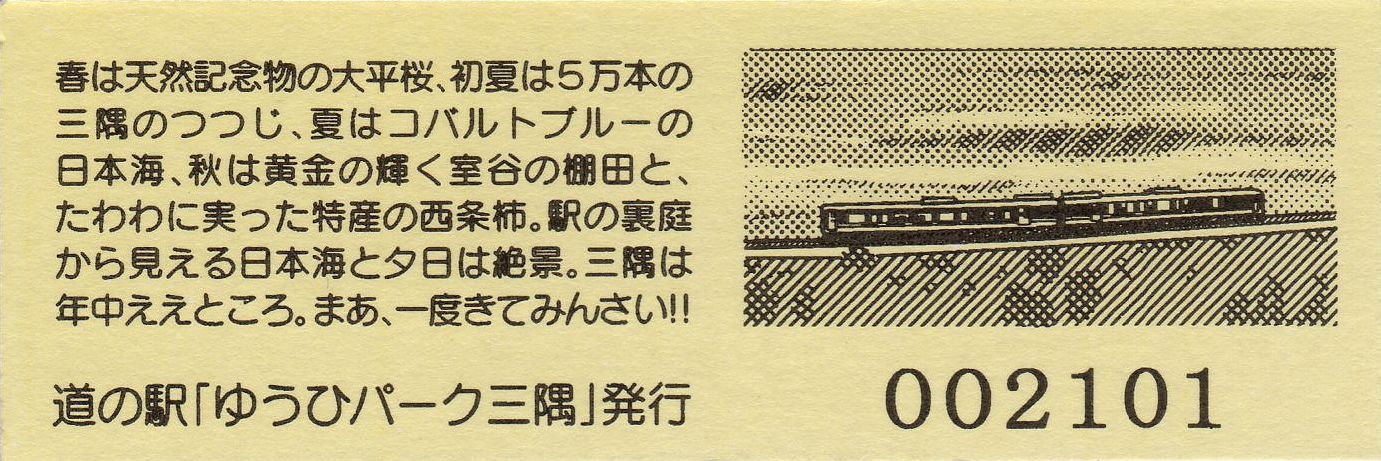 春は天然記念物の大平桜、初夏は5万本の
三隅のつつじ、夏はコバルトブルーの
日本海、秋は黄金の輝く室谷の棚田と、
たわわに実った特産の西条柿。駅の裏庭
から見える日本海と夕日は絶景。三隅は
年中ええところ。まあ、一度きてみんさい!!
道の駅「ゆうひパーク三隅」発行
002101